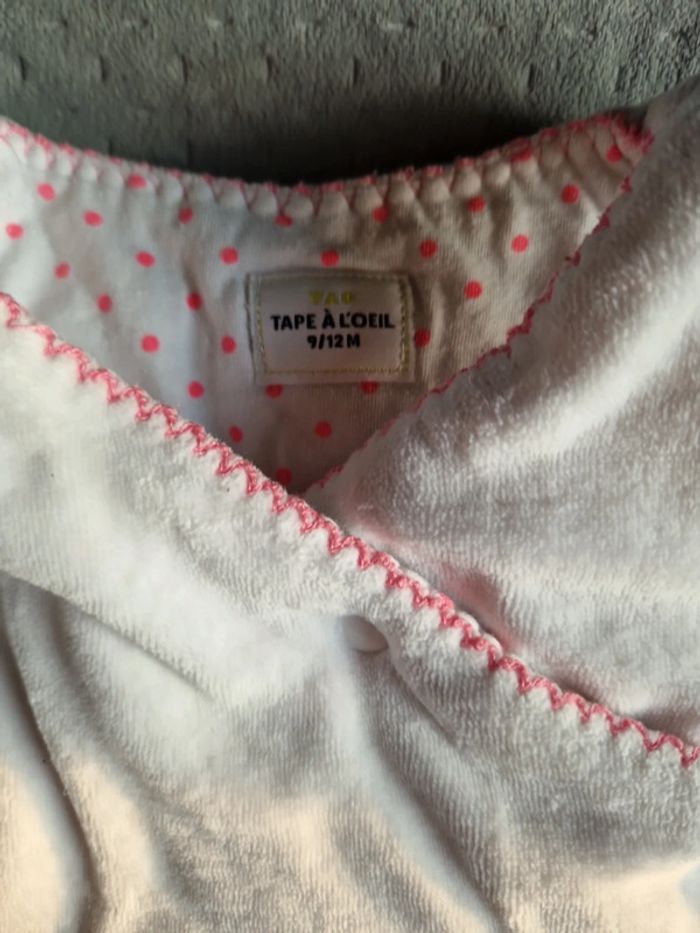 TAO
TAPE À L'OEIL
9/12 M